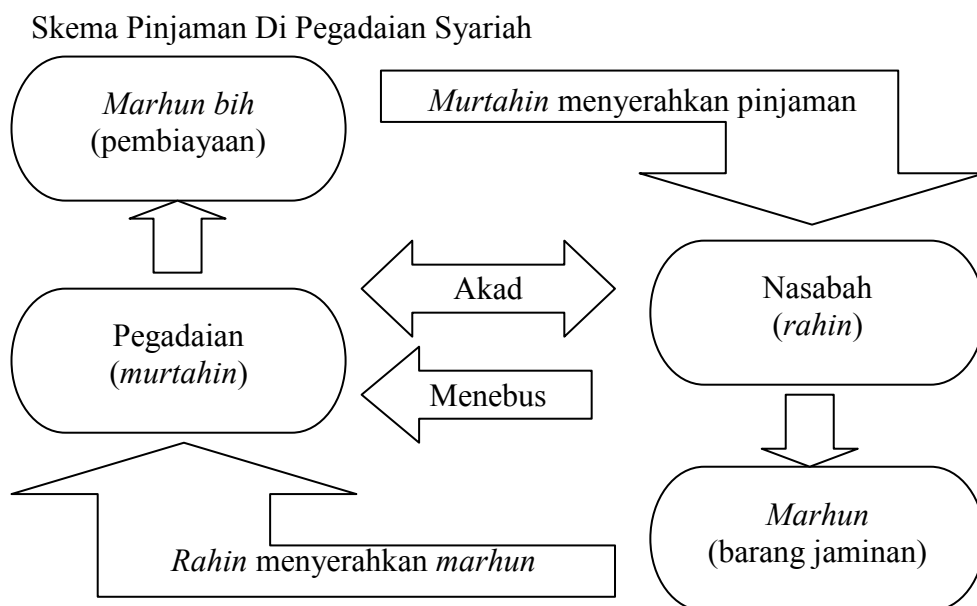 Skema Pinjaman Di Pegadaian Syariah
Marhun bih
(pembiayaan)
Murtahin menyerahkan pinjaman
Akad
Nasabah
(rahin)
Pegadaian
(murtahin)
Menebus
Marhun
(barang jaminan)
Rahin menyerahkan marhun